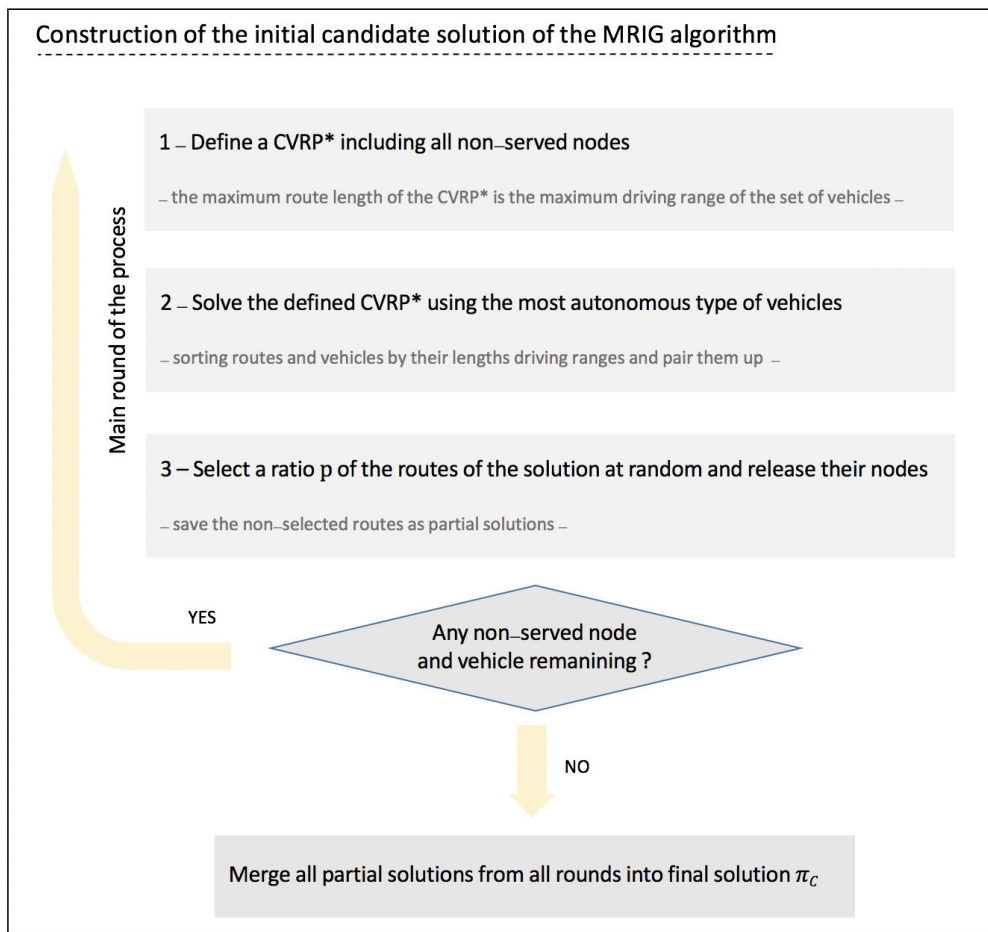 Construction of the initial candidate solution of the MRIG algorithm
Main round of the process
1 – Define a CVRP* including all non–served nodes
– the maximum route length of the CVRP* is the maximum driving range of the set of vehicles –
2 – Solve the defined CVRP* using the most autonomous type of vehicles
– sorting routes and vehicles by their lengths driving ranges and pair them up –
3 – Select a ratio p of the routes of the solution at random and release their nodes
– save the non–selected routes as partial solutions –
YES
Any non–served node
and vehicle remanining ?
NO
Merge all partial solutions from all rounds into final solution π_C